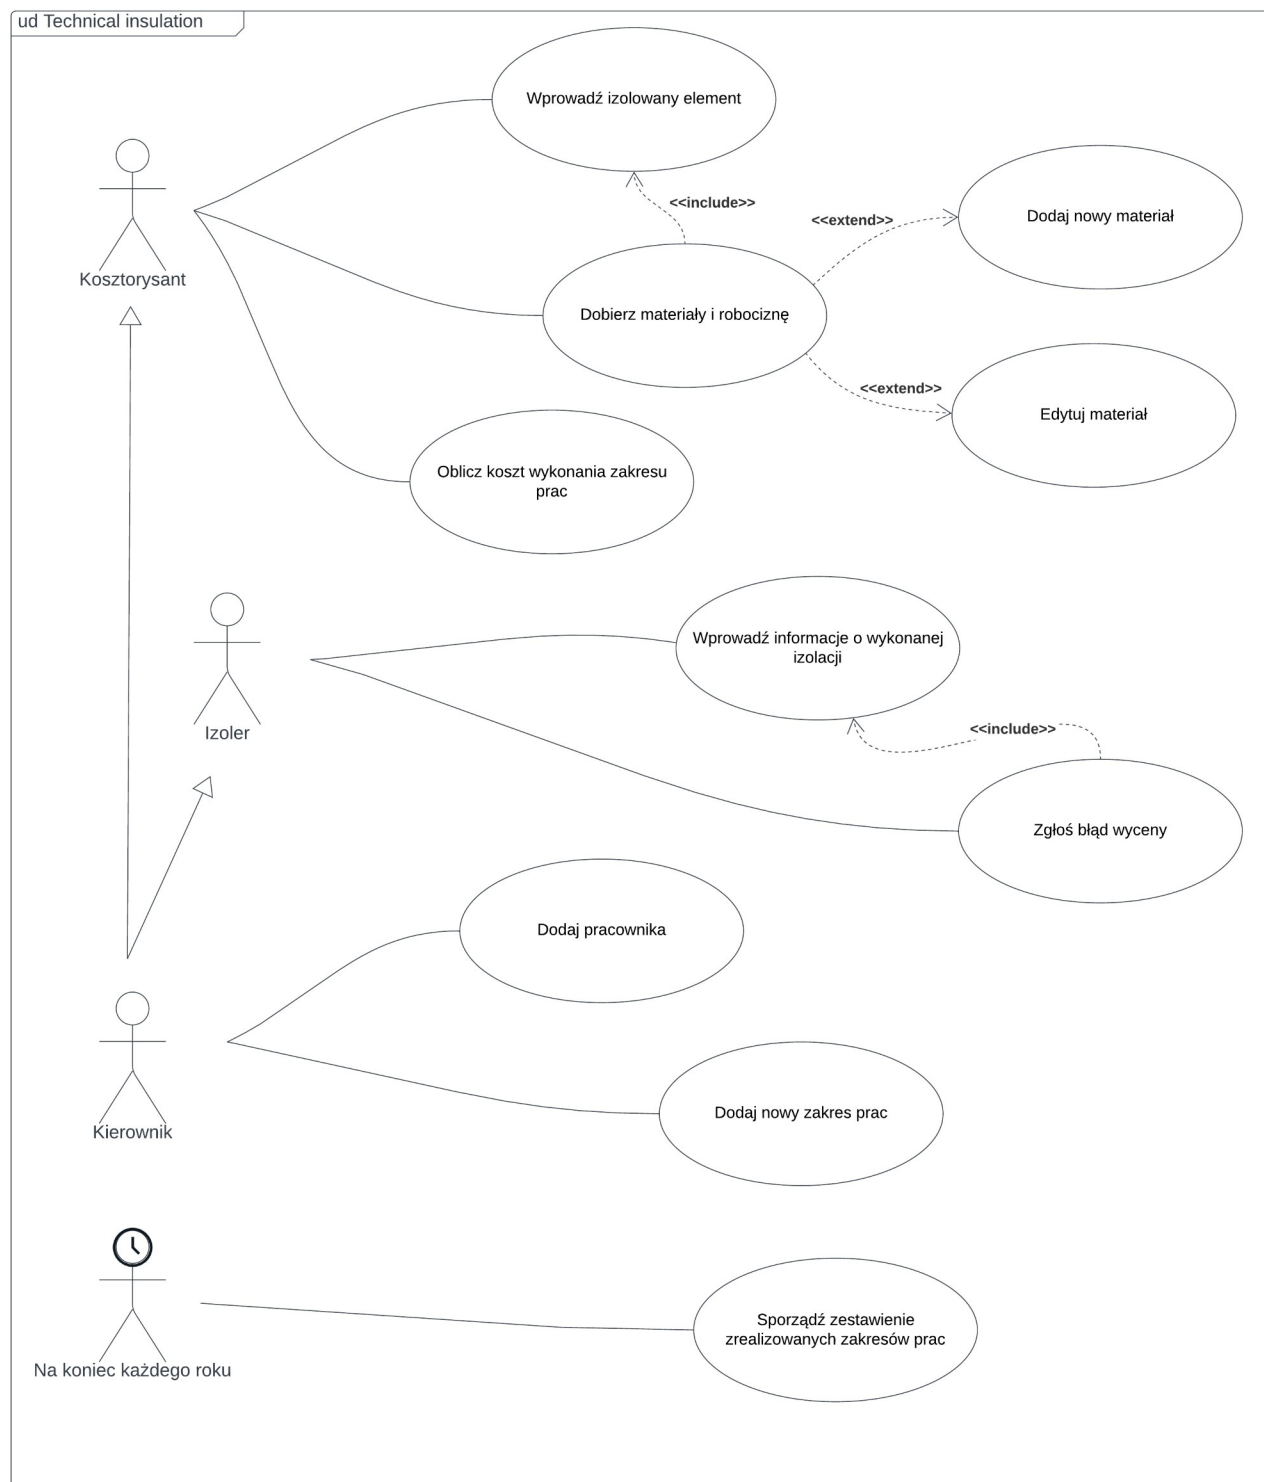 ud Technical insulation
Wprowadź izolowany element
<<include>>
Dodaj nowy materiał
<<extend>>
Kosztorysant
Dobierz materiały i robociznę
<<extend>>
Edytuj materiał
Oblicz koszt wykonania zakresu
prac
Wprowadź informacje o wykonanej
izolacji
Izoler
<<include>>
Zgłoś błąd wyceny
Dodaj pracownika
Dodaj nowy zakres prac
Kierownik
Sporządź zestawienie
zrealizowanych zakresów prac
Na koniec każdego roku